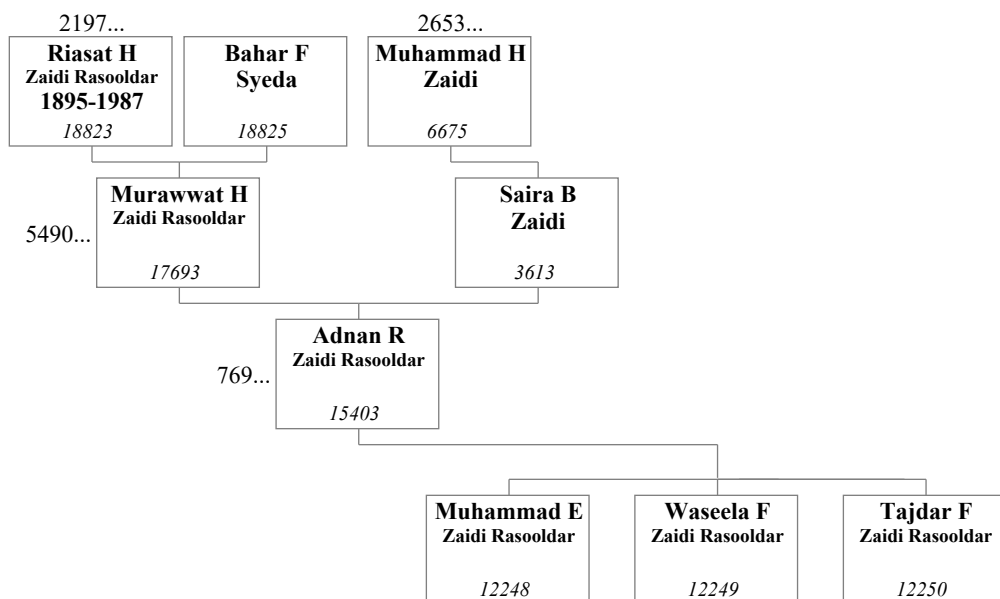 2197...
2653...
Riasat H
Zaidi Rasooldar
1895-1987
18823
Bahar F
Syeda
18825
Muhammad H
Zaidi
6675
5490...
Murawwat H
Zaidi Rasooldar
17693
Saira B
Zaidi
3613
769...
Adnan R
Zaidi Rasooldar
15403
Muhammad E
Zaidi Rasooldar
12248
Waseela F
Zaidi Rasooldar
12249
Tajdar F
Zaidi Rasooldar
12250